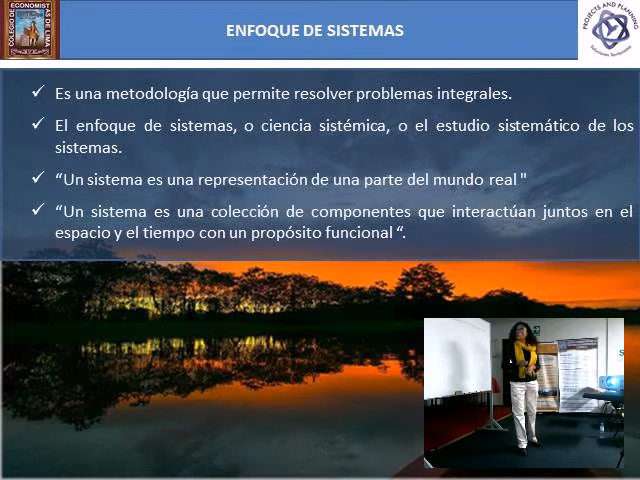 COLEGIO DE ECONOMISTAS DE LIMA
PROJECTS AND PLANNING
ENFOQUE DE SISTEMAS
✓ Es una metodología que permite resolver problemas integrales.
✓ El enfoque de sistemas, o ciencia sistémica, o el estudio sistemático de los
sistemas.
✓ “Un sistema es una representación de una parte del mundo real "
✓ “Un sistema es una colección de componentes que interactúan juntos en el
espacio y el tiempo con un propósito funcional “.